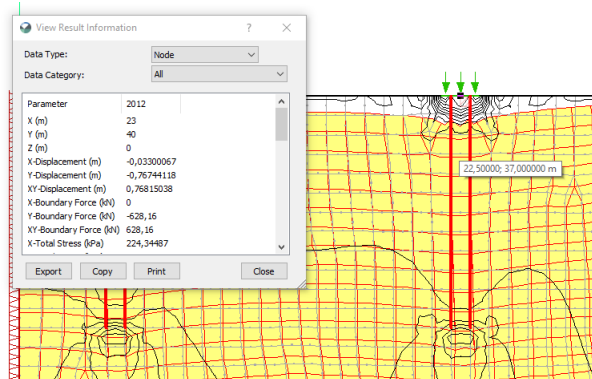 View Result Information
Data Type: Node
Data Category: All
Parameter 2012
X (m) 23
Y (m) 40
Z (m) 0
X-Displacement (m) -0,03300067
Y-Displacement (m) -0,76744118
XY-Displacement (m) 0,76815038
X-Boundary Force (kN) 0
Y-Boundary Force (kN) -628,16
XY-Boundary Force (kN) 628,16
X-Total Stress (kPa) 224,34487
Export Copy Print Close
22,50000; 37,000000 m